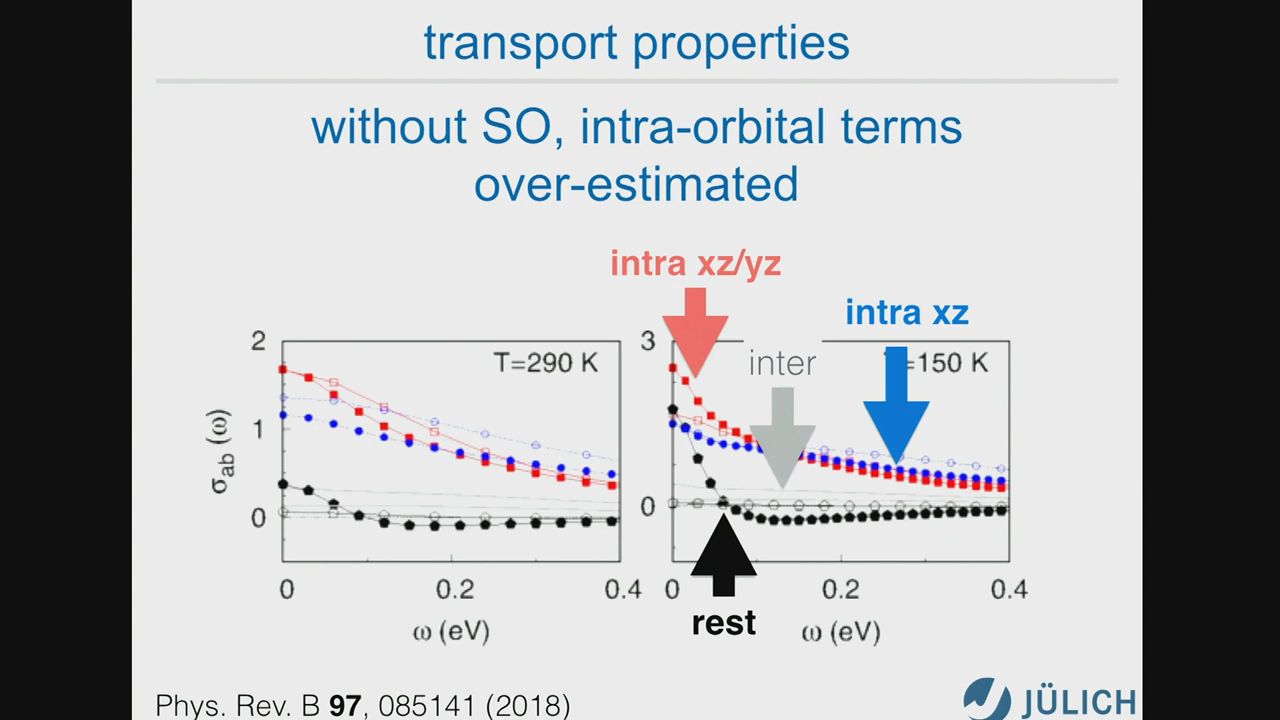 transport properties
without SO, intra-orbital terms
over-estimated
intra xz/yz
intra xz
2
T=290 K
1
0
σab (ω)
0 0.2 0.4
ω (eV)
3
inter
=150 K
0
0 0.2 0.4
rest
ω (eV)
Phys. Rev. B 97, 085141 (2018)
JÜLICH